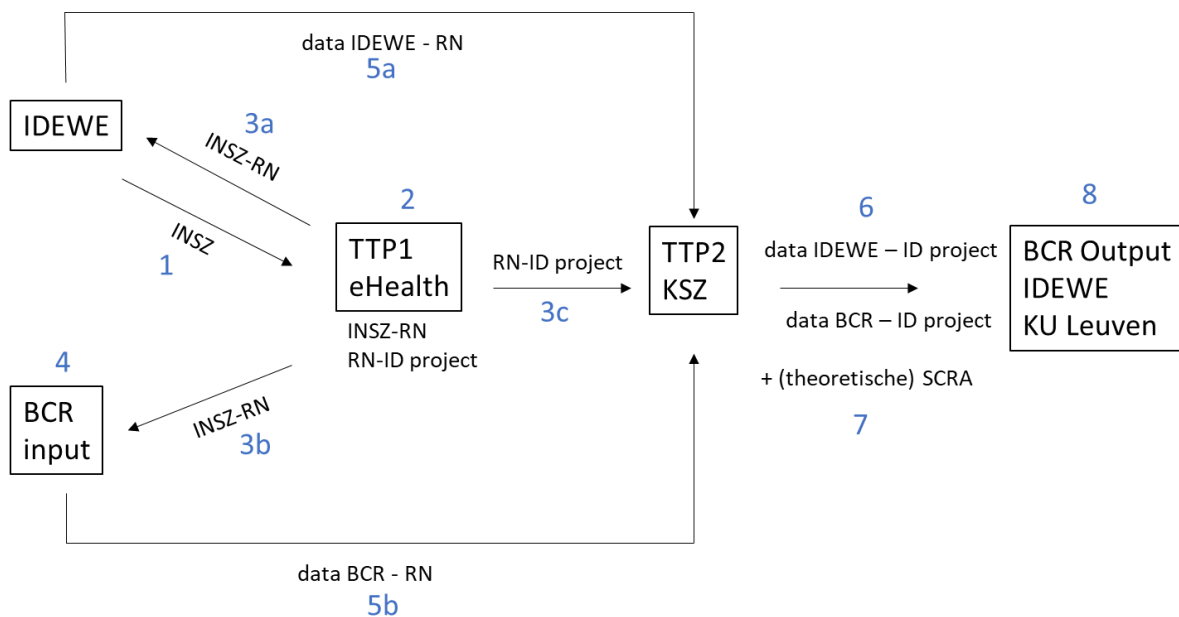 data IDEWE - RN
5a
IDEWE
3a
INSZ-RN
INSZ
1
2
TTP1
eHealth
INSZ-RN
RN-ID project
RN-ID project
3c
TTP2
KSZ
6
data IDEWE – ID project
data BCR – ID project
+ (theoretische) SCRA
7
8
BCR Output
IDEWE
KU Leuven
4
BCR
input
INSZ-RN
3b
data BCR - RN
5b